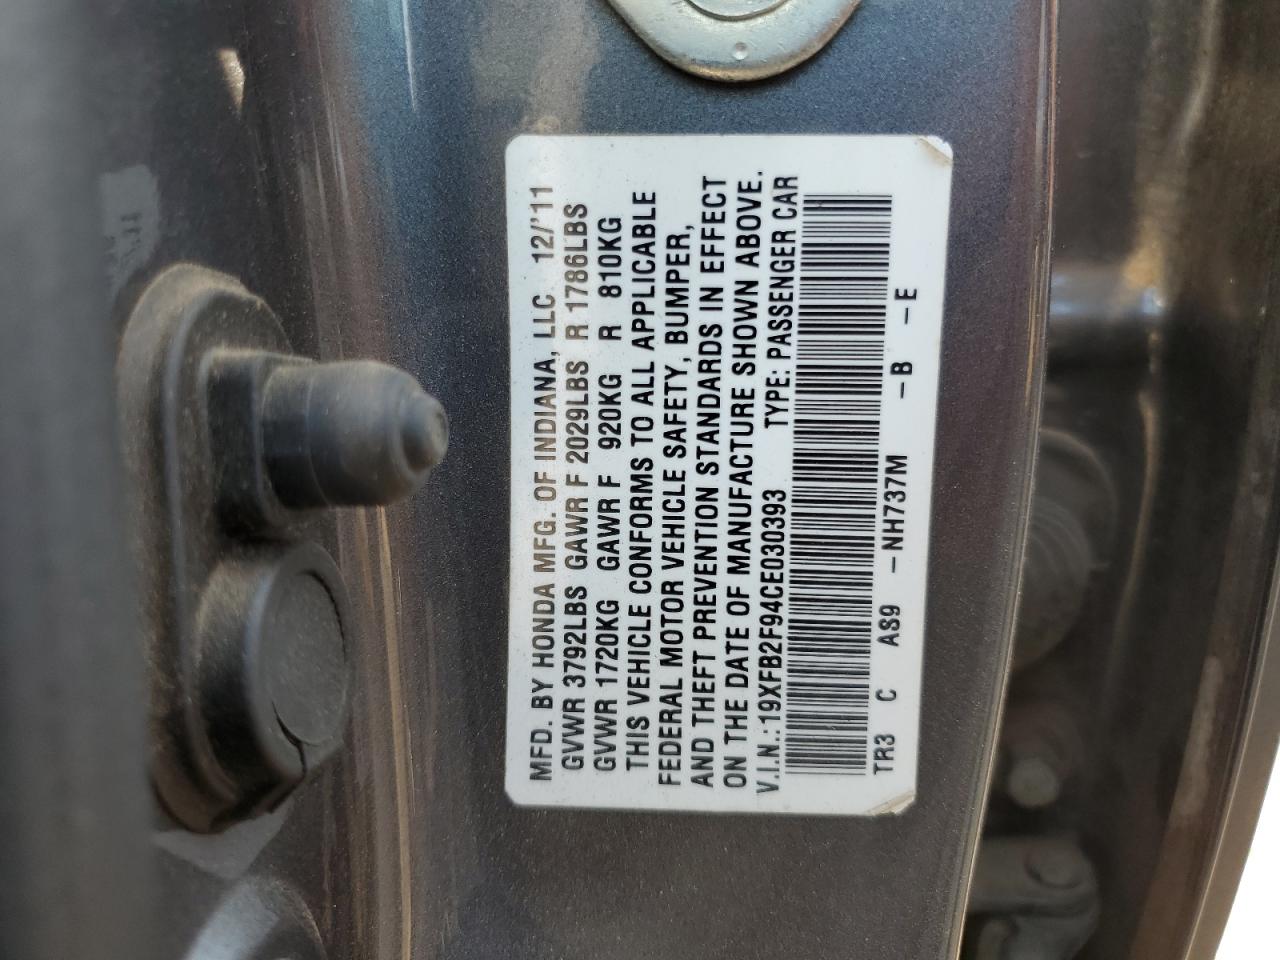 MFD. BY HONDA MFG. OF INDIANA, LLC 12/'11
GVWR 3792LBS GAWR F 2029LBS R 1786LBS
GVWR 1720KG GAWR F 920KG R 810KG
THIS VEHICLE CONFORMS TO ALL APPLICABLE
FEDERAL MOTOR VEHICLE SAFETY, BUMPER,
AND THEFT PREVENTION STANDARDS IN EFFECT
ON THE DATE OF MANUFACTURE SHOWN ABOVE.
V.I.N.:19XFB2F94CE030393 TYPE: PASSENGER CAR
TR3 C AS9 -NH737M -B -E